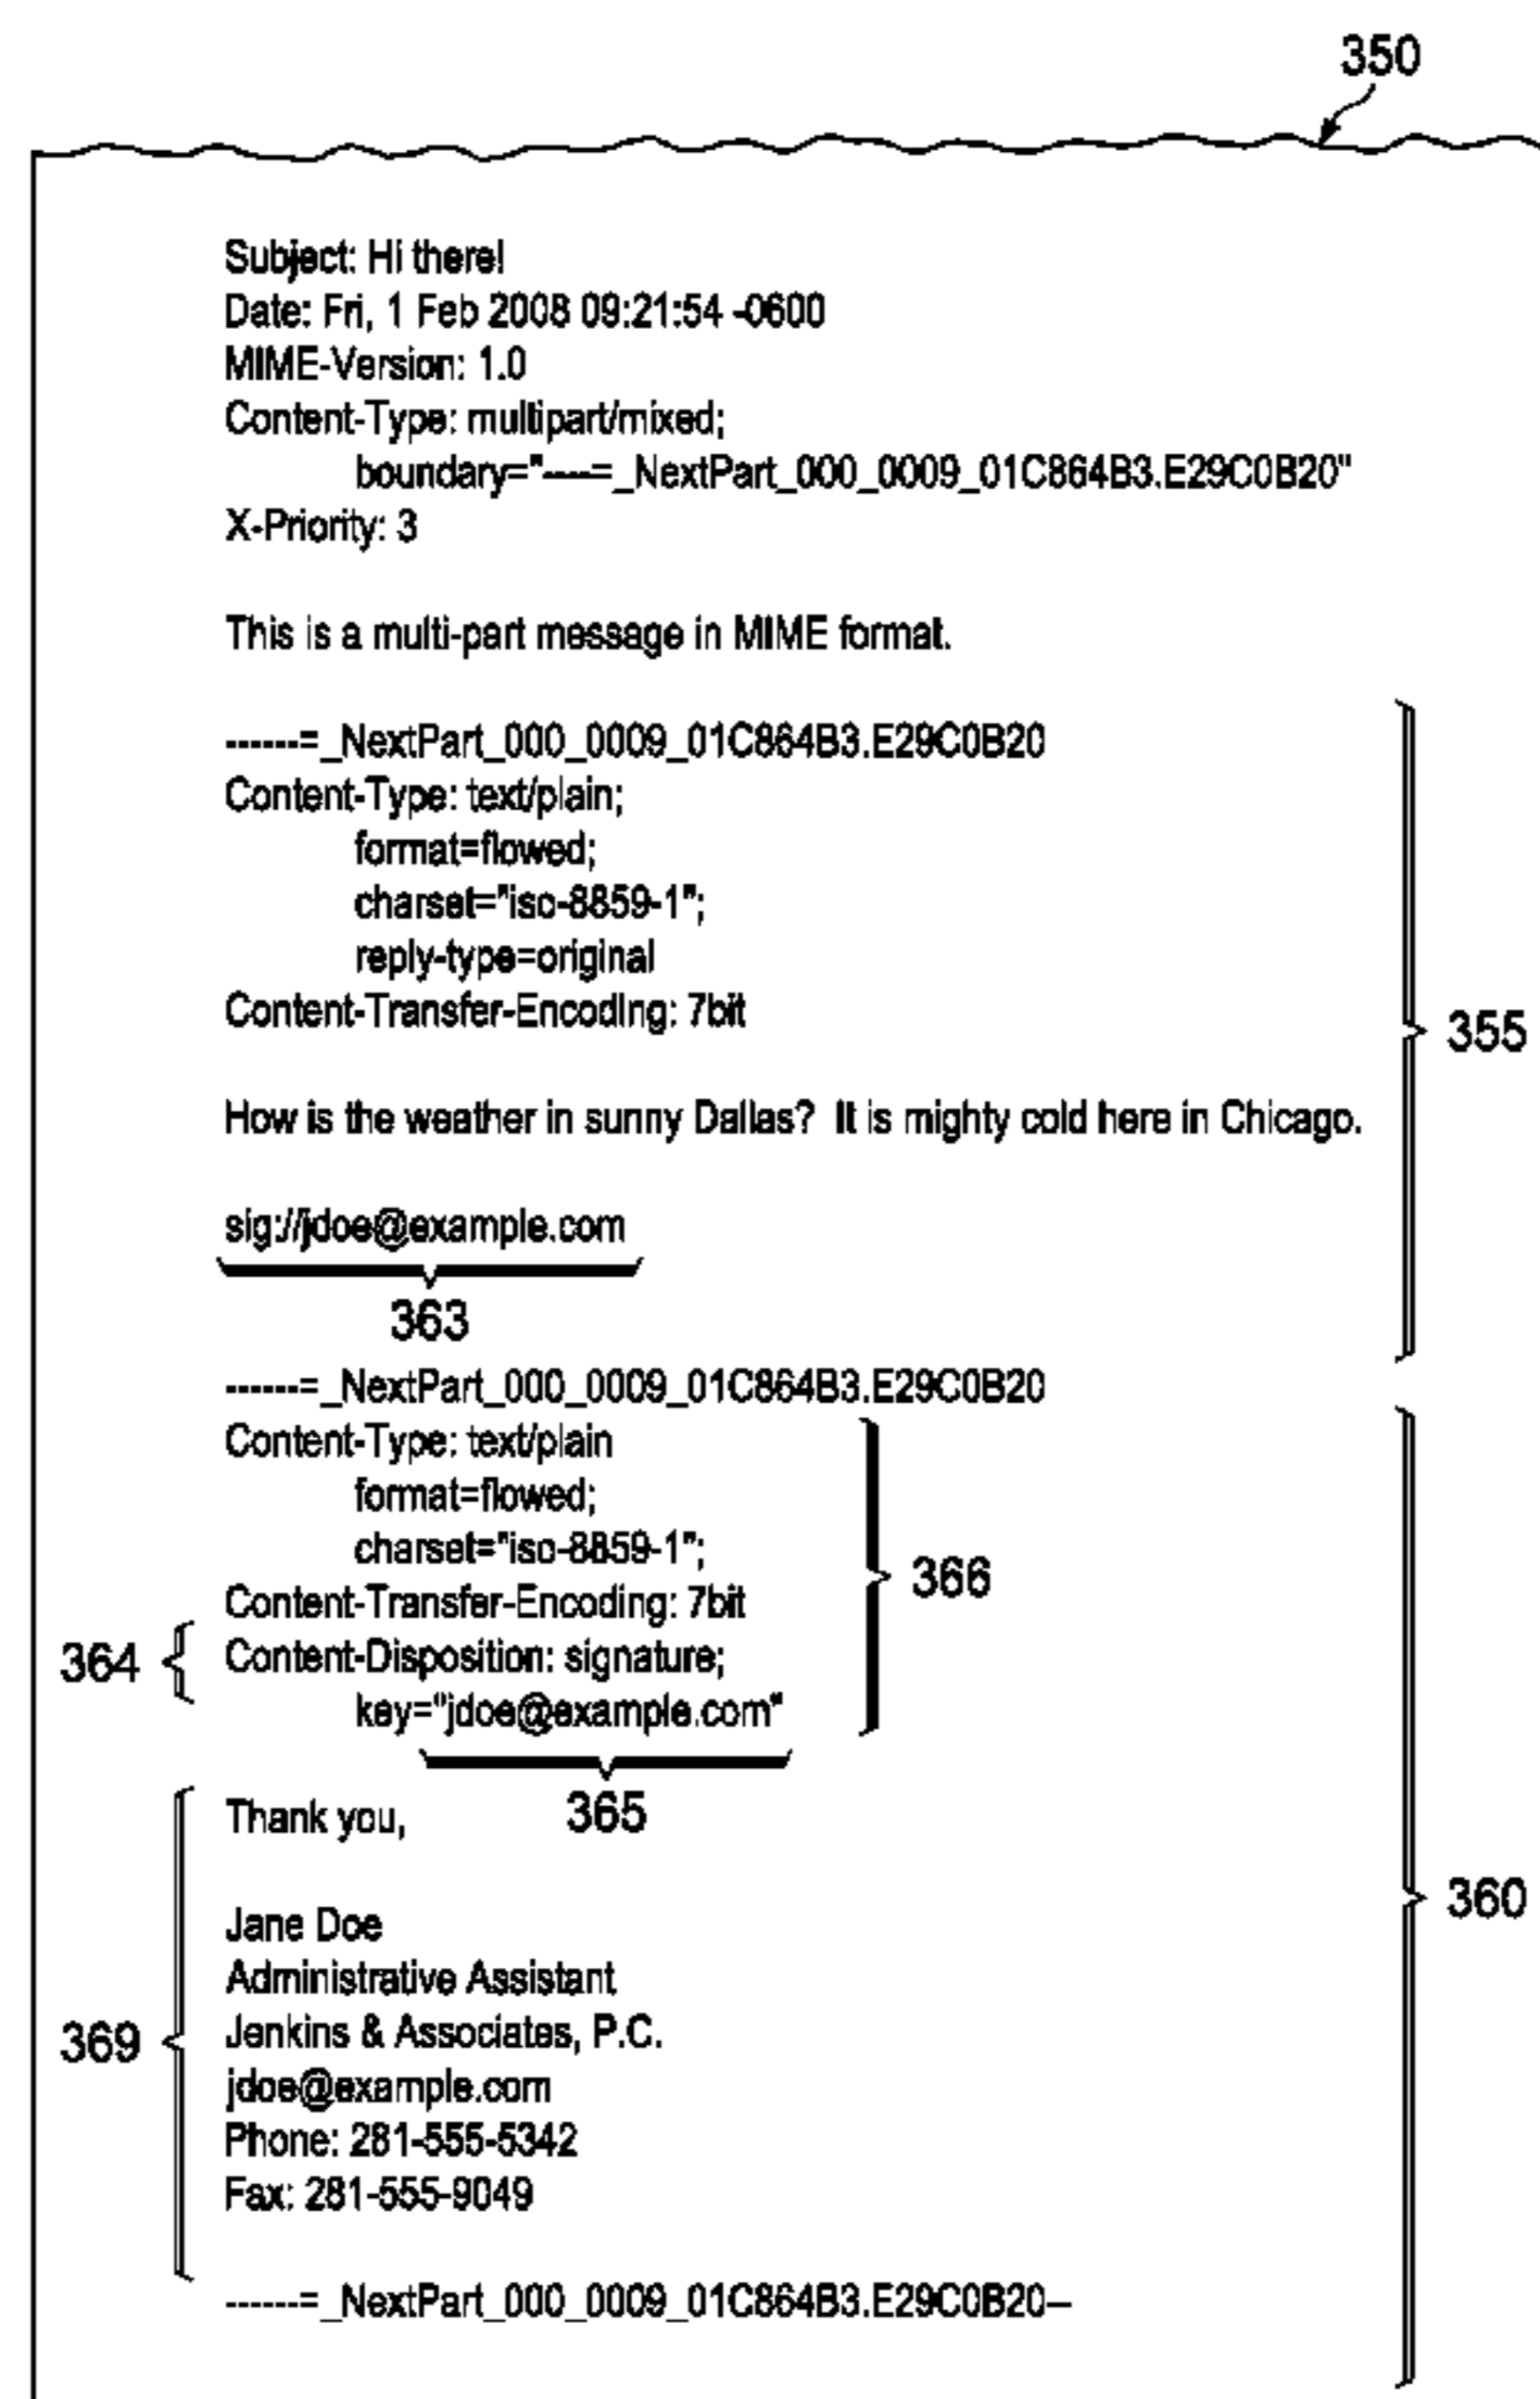 350
Subject: Hi there!
Date: Fri, 1 Feb 2008 09:21:54 -0600
MIME-Version: 1.0
Content-Type: multipart/mixed;
boundary="----=_NextPart_000_0009_01C864B3.E29C0B20"
X-Priority: 3
This is a multi-part message in MIME format.
------=_NextPart_000_0009_01C864B3.E29C0B20
Content-Type: text/plain;
format=flowed;
charset="iso-8859-1";
reply-type=original
Content-Transfer-Encoding: 7bit
355
How is the weather in sunny Dallas? It is mighty cold here in Chicago.
sig://jdoe@example.com
363
------=_NextPart_000_0009_01C864B3.E29C0B20
Content-Type: text/plain
format=flowed;
charset="iso-8859-1";
366
Content-Transfer-Encoding: 7bit
364
Content-Disposition: signature;
key="jdoe@example.com"
365
Thank you,
360
Jane Doe
Administrative Assistant
369
Jenkins & Associates, P.C.
jdoe@example.com
Phone: 281-555-5342
Fax: 281-555-9049
------=_NextPart_000_0009_01C864B3.E29C0B20--